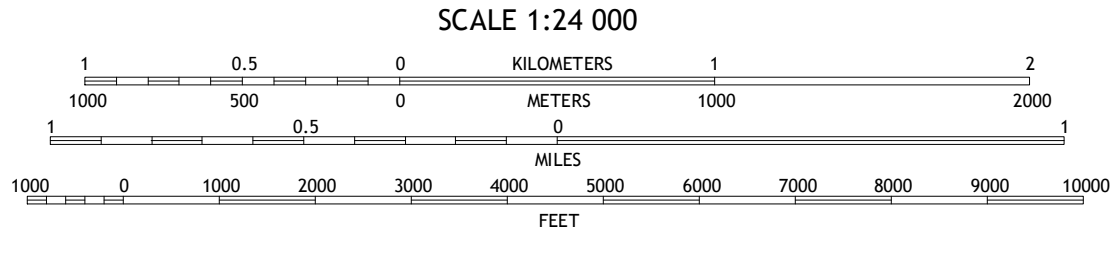 SCALE 1:24 000
1 0.5 0 KILOMETERS 1 2
1000 500 0 METERS 1000 2000
1 0.5 0 1
MILES
1000 0 1000 2000 3000 4000 5000 6000 7000 8000 9000 10000
FEET